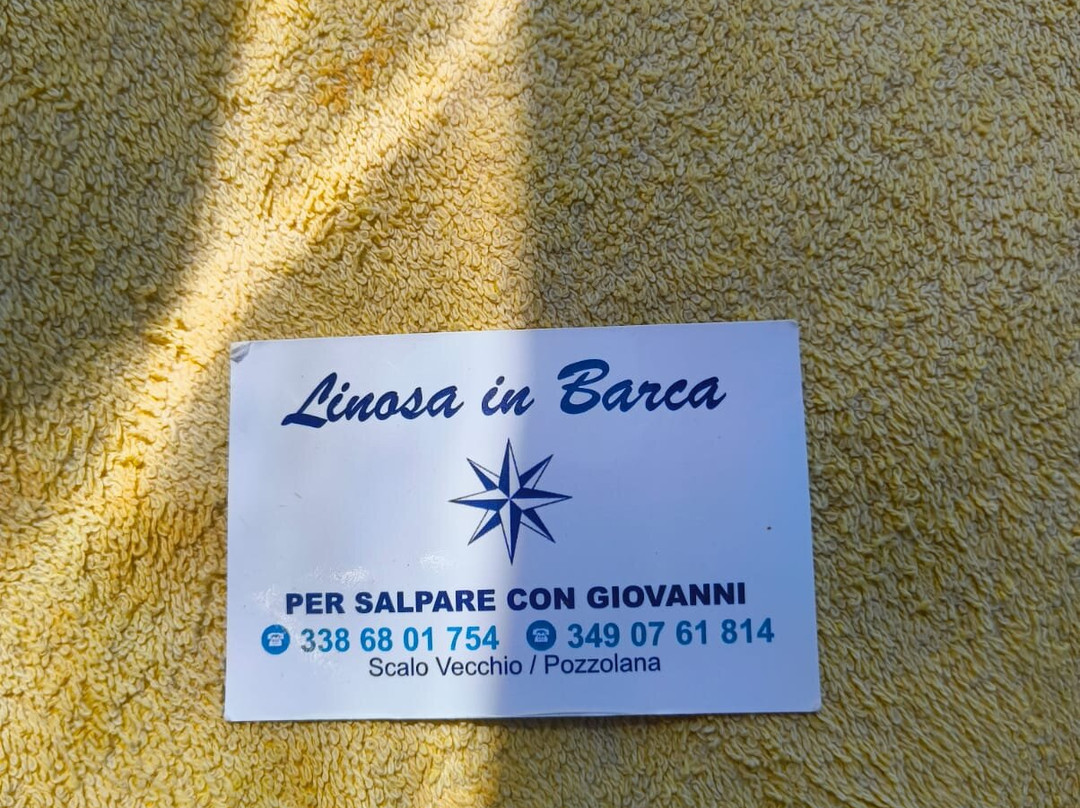 Linosa in Barca
PER SALPARE CON GIOVANNI
338 68 01 754 349 07 61 814
Scalo Vecchio / Pozzolana